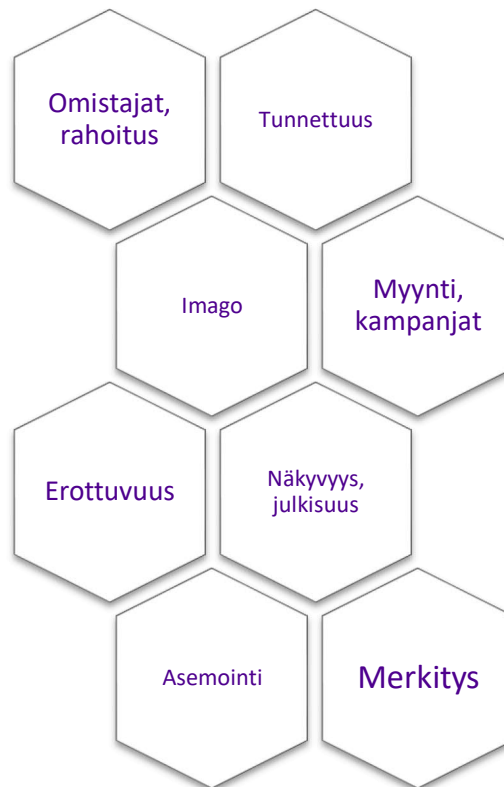 Omistajat,
rahoitus
Tunnettuus
Imago
Myynti,
kampanjat
Erottuvuus
Näkyvyys,
julkisuus
Asemointi
Merkitys